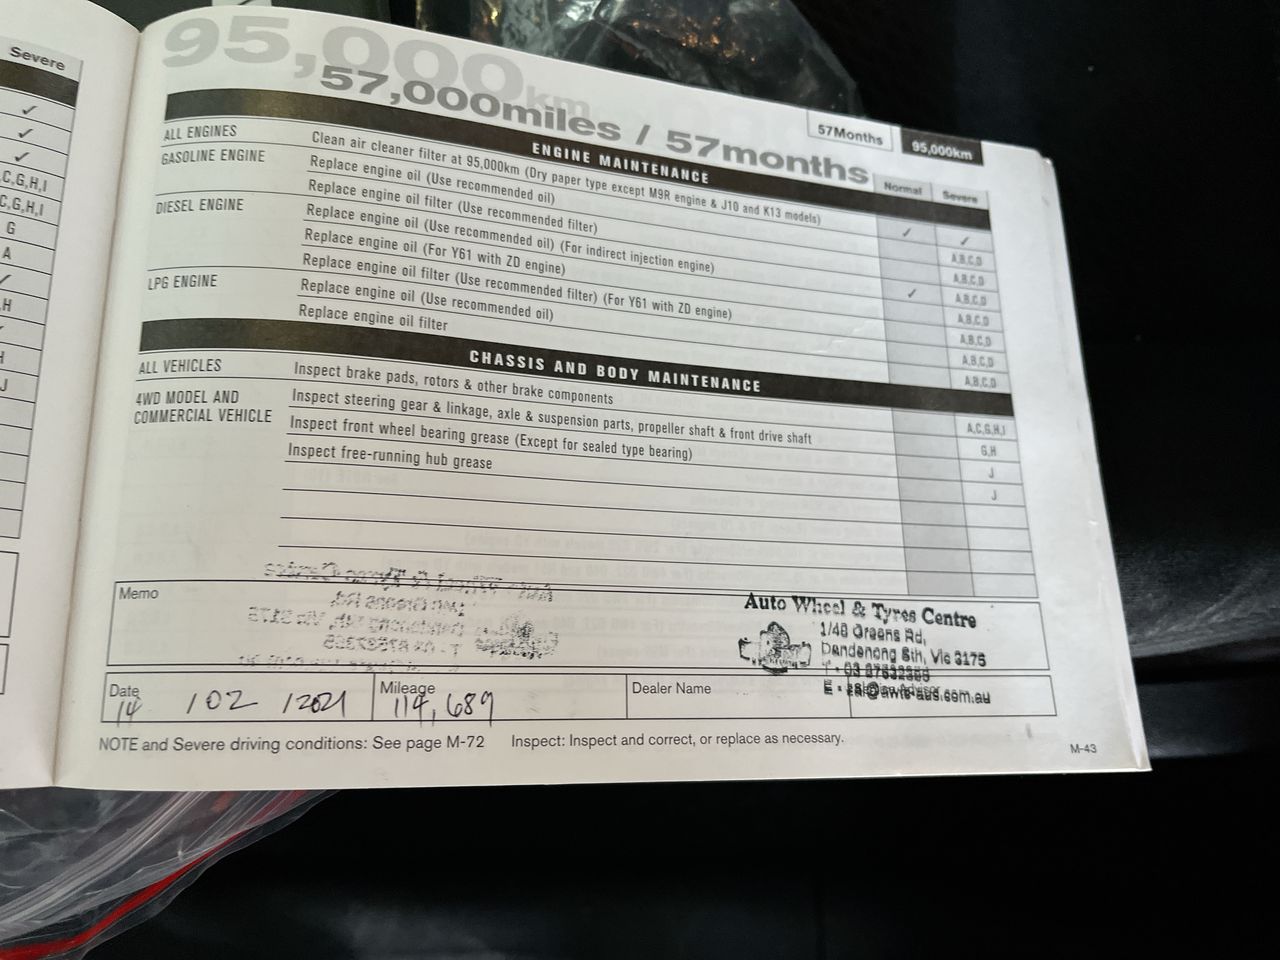 Severe
C,G,H,I
C,G,H,I
G
A
H
J
95,000km
57,000miles / 57months
57Months
95,000km
ENGINE MAINTENANCE
Normal
Severe
ALL ENGINES
Clean air cleaner filter at 95,000km (Dry paper type except M9R engine & J10 and K13 models)
✓
✓
GASOLINE ENGINE
Replace engine oil (Use recommended oil)
A,B,C,D
Replace engine oil filter (Use recommended filter)
A,B,C,D
DIESEL ENGINE
Replace engine oil (Use recommended oil) (For indirect injection engine)
✓
A,B,C,D
Replace engine oil (For Y61 with ZD engine)
A,B,C,D
Replace engine oil filter (Use recommended filter) (For Y61 with ZD engine)
A,B,C,D
LPG ENGINE
Replace engine oil (Use recommended oil)
A,B,C,D
Replace engine oil filter
A,B,C,D
CHASSIS AND BODY MAINTENANCE
ALL VEHICLES
Inspect brake pads, rotors & other brake components
A,C,G,H,I
4WD MODEL AND
COMMERCIAL VEHICLE
Inspect steering gear & linkage, axle & suspension parts, propeller shaft & front drive shaft
G,H
Inspect front wheel bearing grease (Except for sealed type bearing)
J
Inspect free-running hub grease
J
Memo
Auto Wheel & Tyres Centre
1/48 Greens Rd,
Dandenong Sth, Vic 3175
Date
14 / 02 / 2021
Mileage
114,689
Dealer Name
NOTE and Severe driving conditions: See page M-72
Inspect: Inspect and correct, or replace as necessary.
M-43